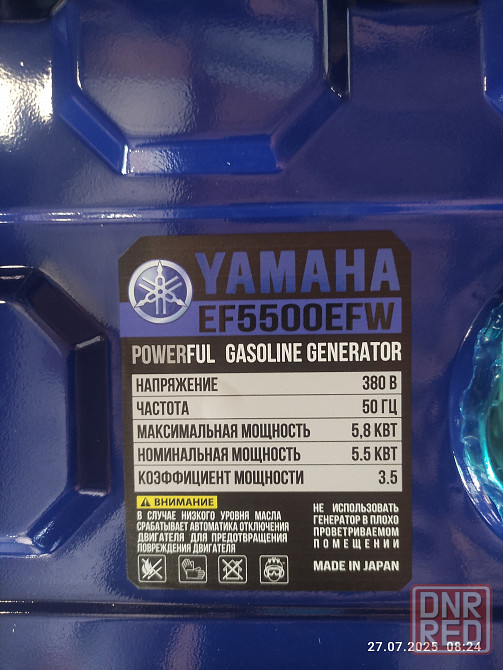 YAMAHA
EF5500EFW
POWERFUL GASOLINE GENERATOR
НАПРЯЖЕНИЕ 380 В
ЧАСТОТА 50 ГЦ
МАКСИМАЛЬНАЯ МОЩНОСТЬ 5,8 КВТ
НОМИНАЛЬНАЯ МОЩНОСТЬ 5.5 КВТ
КОЭФФИЦИЕНТ МОЩНОСТИ 3.5
ВНИМАНИЕ
В СЛУЧАЕ НИЗКОГО УРОВНЯ МАСЛА
СРАБАТЫВАЕТ АВТОМАТИКА ОТКЛЮЧЕНИЯ
ДВИГАТЕЛЯ ДЛЯ ПРЕДОТВРАЩЕНИЯ
ПОВРЕЖДЕНИЯ ДВИГАТЕЛЯ
НЕ ИСПОЛЬЗОВАТЬ
ГЕНЕРАТОР В ПЛОХО
ПРОВЕТРИВАЕМОМ
ПОМЕЩЕНИИ
MADE IN JAPAN
DNR
RED
27.07.2025 08:24